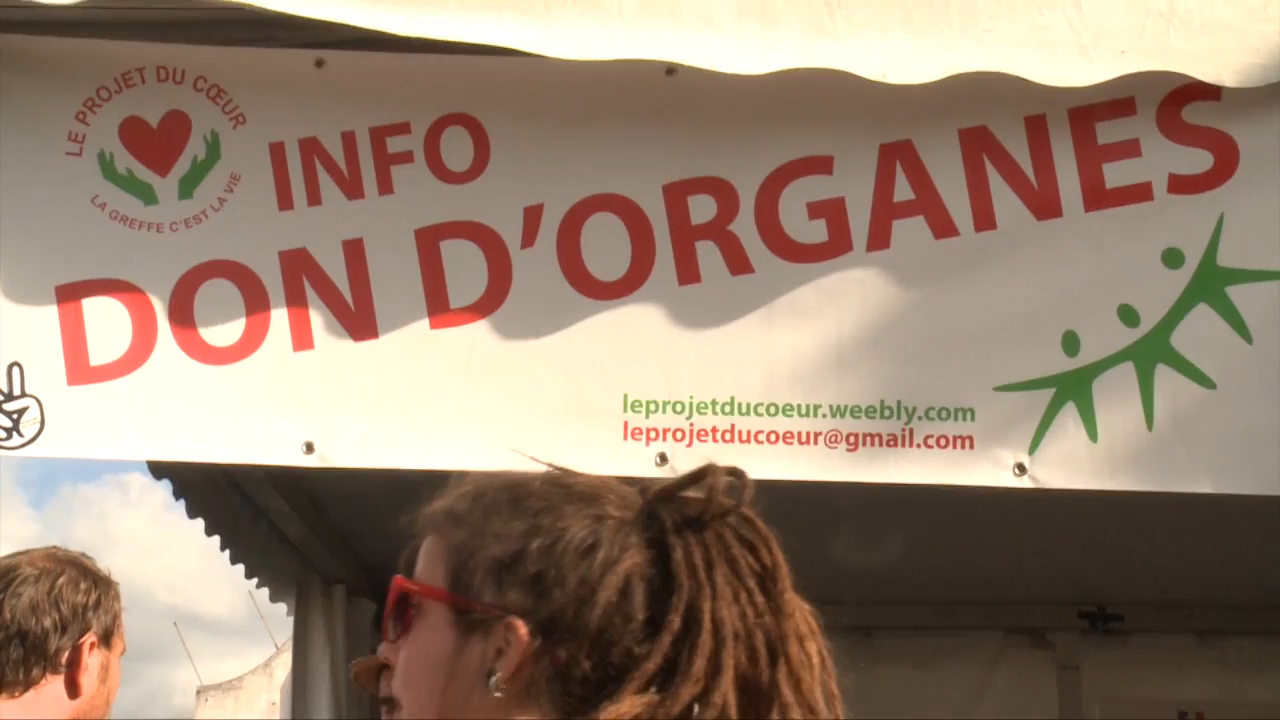 LE PROJET DU CŒUR
LA GREFFE C'EST LA VIE
INFO
DON D'ORGANES
leprojetducoeur.weebly.com
leprojetducoeur@gmail.com